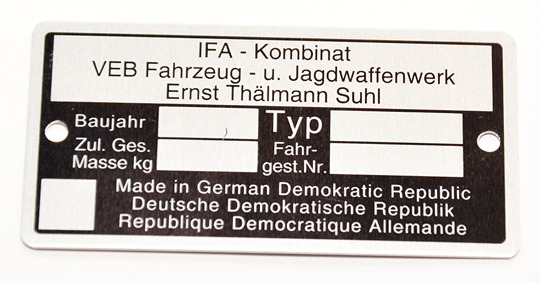 IFA - Kombinat
VEB Fahrzeug - u. Jagdwaffenwerk
Ernst Thälmann Suhl
Baujahr Typ
Zul. Ges. Fahr-
Masse kg gest.Nr.
Made in German Demokratic Republic
Deutsche Demokratische Republik
Republique Democratique Allemande